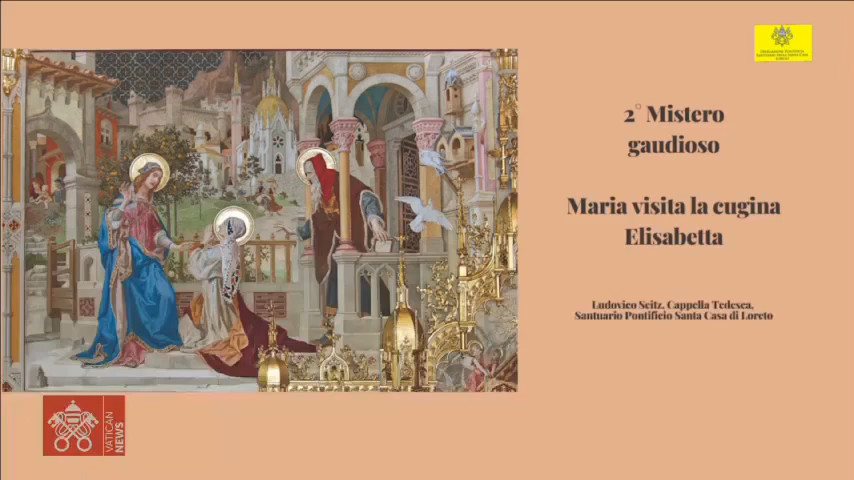 2° Mistero
gaudioso
Maria visita la cugina
Elisabetta
Ludovico Seitz, Cappella Tedesca,
Santuario Pontificio Santa Casa di Loreto
VATICAN
NEWS